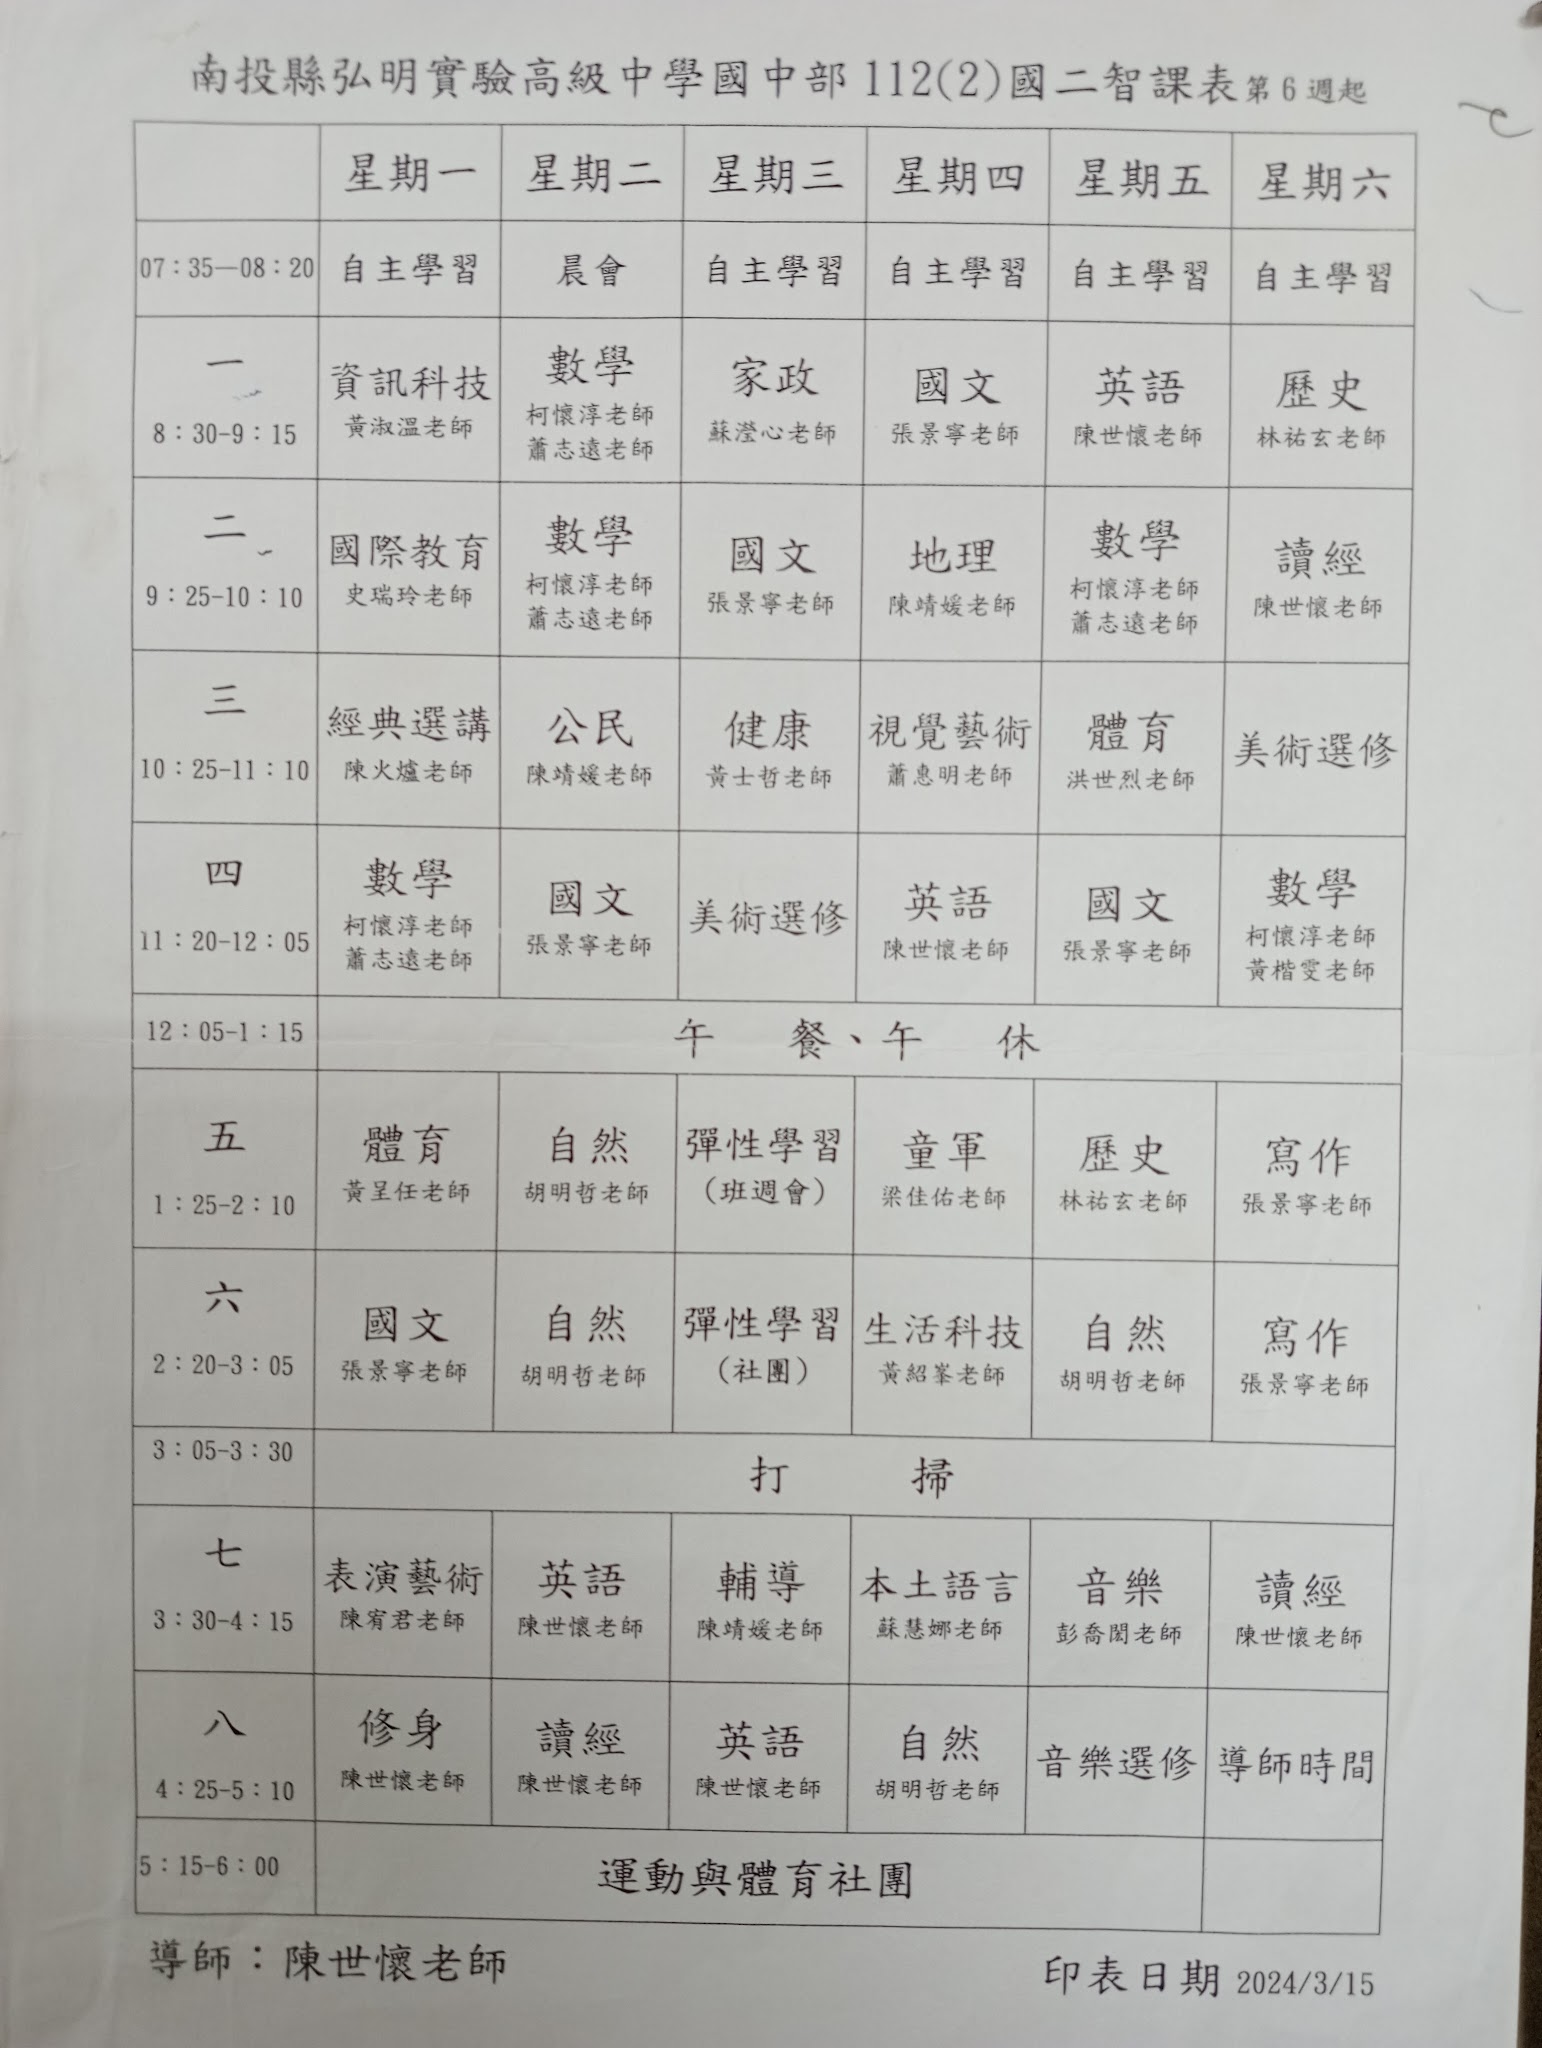 南投縣弘明實驗高級中學國中部112(2)國二智課表第6週起
星期一 星期二 星期三 星期四 星期五 星期六
07：35—08：20 自主學習 晨會 自主學習 自主學習 自主學習 自主學習
一 資訊科技 數學 家政 國文 英語 歷史
8：30-9：15 黃淑溫老師 柯懷淳老師 蘇瀅心老師 張景寧老師 陳世懷老師 林祐玄老師
蕭志遠老師
二 國際教育 數學 國文 地理 數學 讀經
9：25-10：10 史瑞玲老師 柯懷淳老師 張景寧老師 陳靖媛老師 柯懷淳老師 陳世懷老師
蕭志遠老師 蕭志遠老師
三 經典選講 公民 健康 視覺藝術 體育 美術選修
10：25-11：10 陳火爐老師 陳靖媛老師 黃士哲老師 蕭惠明老師 洪世烈老師
四 數學 國文 美術選修 英語 國文 數學
11：20-12：05 柯懷淳老師 張景寧老師 陳世懷老師 張景寧老師 柯懷淳老師
蕭志遠老師 黃楷雯老師
12：05-1：15 午 餐、午 休
五 體育 自然 彈性學習 童軍 歷史 寫作
1：25-2：10 黃呈任老師 胡明哲老師 (班週會) 梁佳佑老師 林祐玄老師 張景寧老師
六 國文 自然 彈性學習 生活科技 自然 寫作
2：20-3：05 張景寧老師 胡明哲老師 (社團) 黃紹峯老師 胡明哲老師 張景寧老師
3：05-3：30 打 掃
七 表演藝術 英語 輔導 本土語言 音樂 讀經
3：30-4：15 陳宥君老師 陳世懷老師 陳靖媛老師 蘇慧娜老師 彭喬閎老師 陳世懷老師
八 修身 讀經 英語 自然 音樂選修 導師時間
4：25-5：10 陳世懷老師 陳世懷老師 陳世懷老師 胡明哲老師
5：15-6：00 運動與體育社團
導師：陳世懷老師 印表日期 2024/3/15